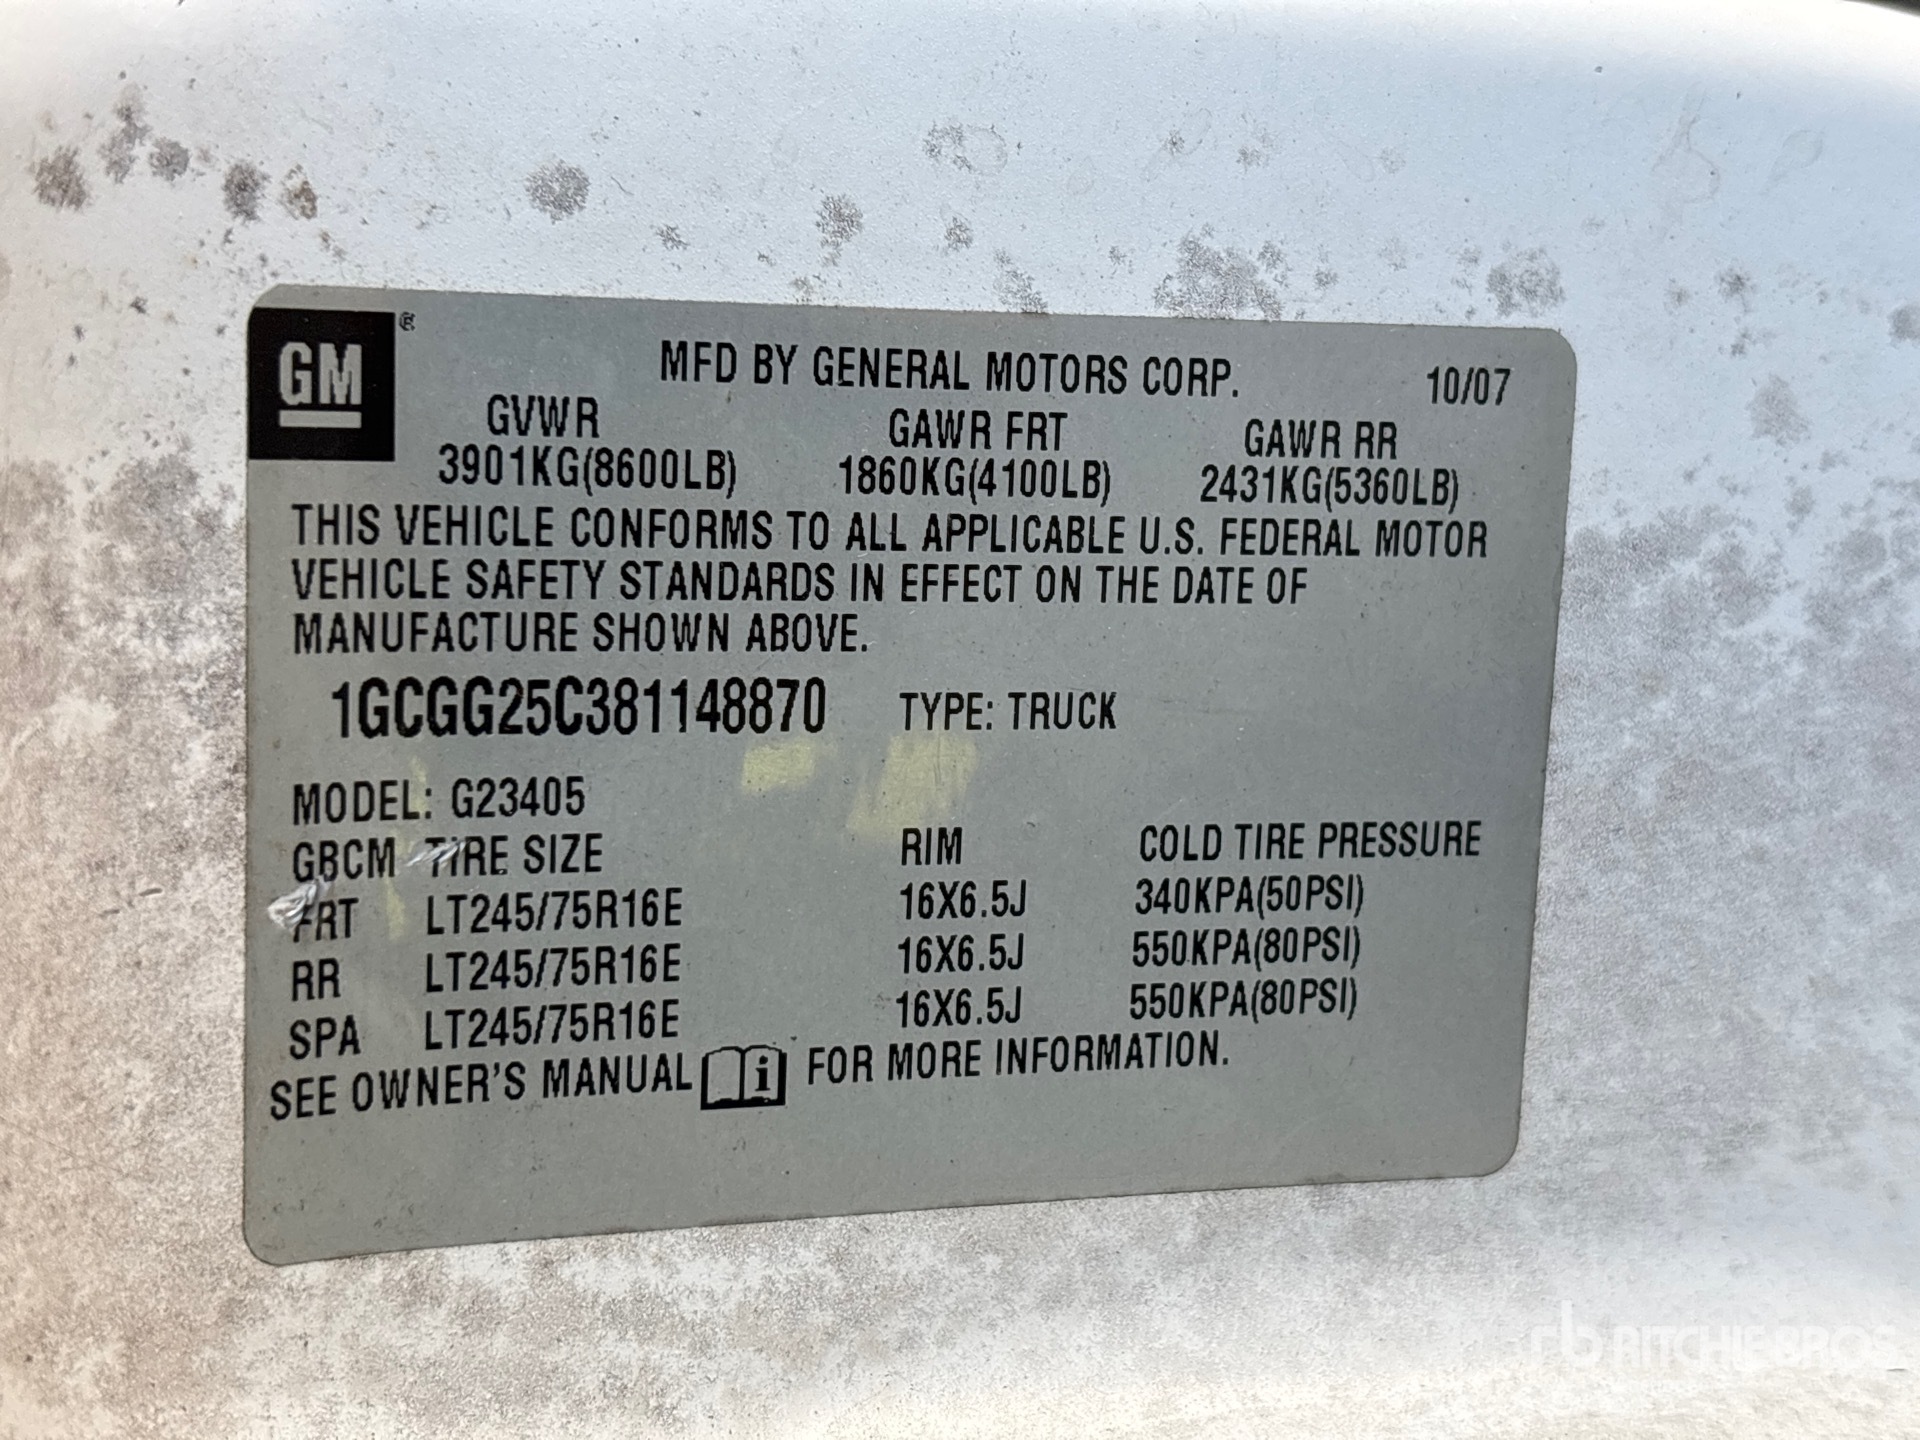 GM ®
MFD BY GENERAL MOTORS CORP. 10/07
GVWR GAWR FRT GAWR RR
3901KG(8600LB) 1860KG(4100LB) 2431KG(5360LB)
THIS VEHICLE CONFORMS TO ALL APPLICABLE U.S. FEDERAL MOTOR
VEHICLE SAFETY STANDARDS IN EFFECT ON THE DATE OF
MANUFACTURE SHOWN ABOVE.
1GCGG25C381148870 TYPE: TRUCK
MODEL: G23405
GBCM TIRE SIZE RIM COLD TIRE PRESSURE
FRT LT245/75R16E 16X6.5J 340KPA(50PSI)
RR LT245/75R16E 16X6.5J 550KPA(80PSI)
SPA LT245/75R16E 16X6.5J 550KPA(80PSI)
SEE OWNER'S MANUAL i FOR MORE INFORMATION.
rb RITCHIE BROS